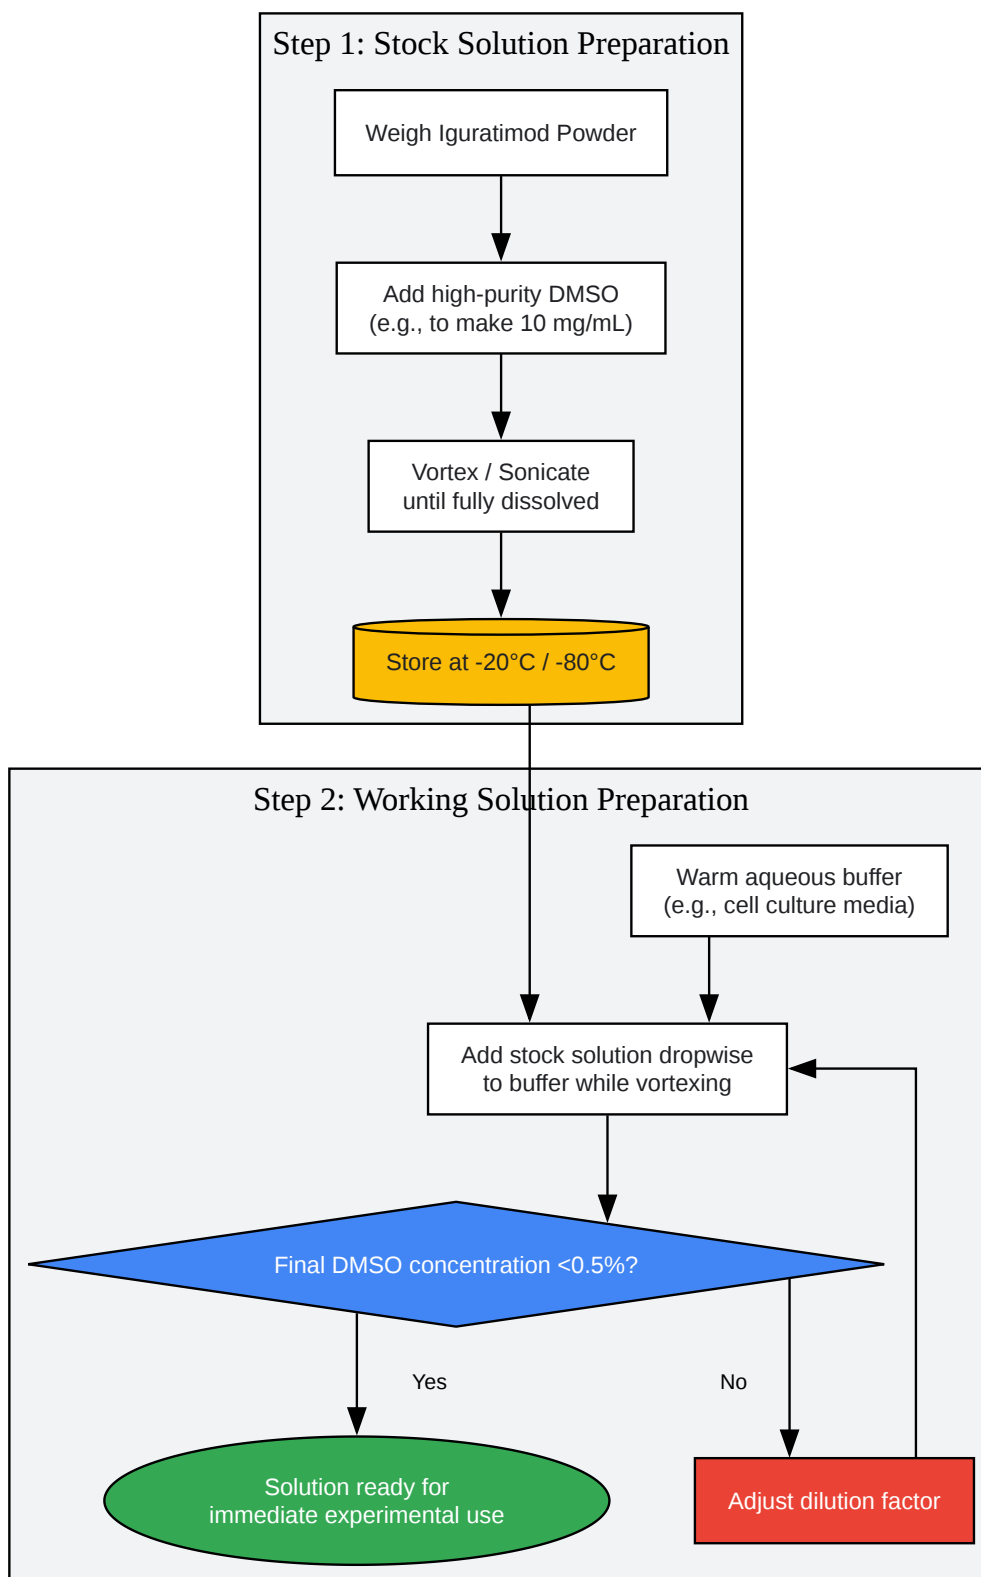 Step 1: Stock Solution Preparation
Weigh Iguratimod Powder
Add high-purity DMSO
(e.g., to make 10 mg/mL)
Vortex / Sonicate
until fully dissolved
Store at -20°C / -80°C
Step 2: Working Solution Preparation
Warm aqueous buffer
(e.g., cell culture media)
Add stock solution dropwise
to buffer while vortexing
Final DMSO concentration <0.5%?
Yes
No
Solution ready for
immediate experimental use
Adjust dilution factor